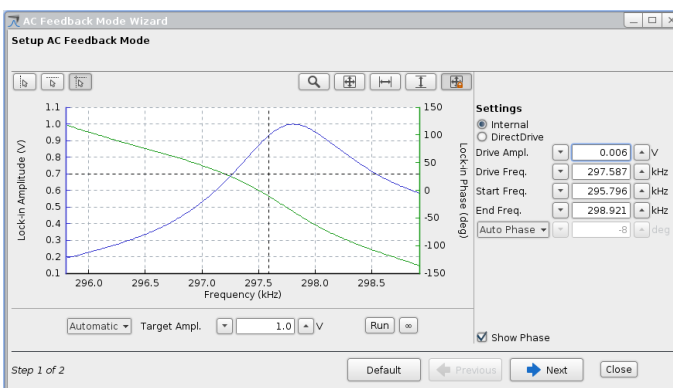 AC Feedback Mode Wizard
Setup AC Feedback Mode
1.1
1.0
0.9
0.8
0.7
0.6
0.5
0.4
0.3
0.2
0.1
Lock-in Amplitude (V)
150
100
50
0
-50
-100
-150
Lock-in Phase (deg)
296.0 296.5 297.0 297.5 298.0 298.5
Frequency (kHz)
Settings
Internal
DirectDrive
Drive Ampl. 0.006 V
Drive Freq. 297.587 kHz
Start Freq. 295.796 kHz
End Freq. 298.921 kHz
Auto Phase -8 deg
Automatic Target Ampl. 1.0 V Run ∞
Show Phase
Step 1 of 2 Default Previous Next Close